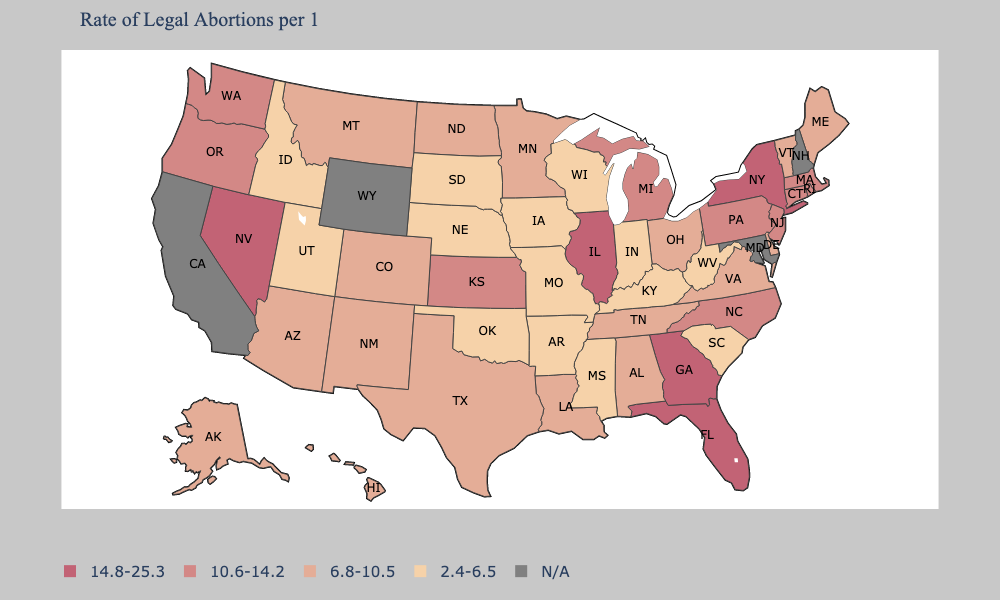 Rate of Legal Abortions per 1
WA
MT
ND
MN
ME
OR
ID
SD
WI
MI
NY
VT
NH
MA
CT
RI
WY
NV
UT
NE
IA
IL
IN
OH
PA
NJ
MD
DE
CA
CO
KS
MO
KY
WV
VA
NC
AZ
NM
OK
AR
TN
SC
TX
LA
MS
AL
GA
FL
AK
HI
14.8-25.3
10.6-14.2
6.8-10.5
2.4-6.5
N/A